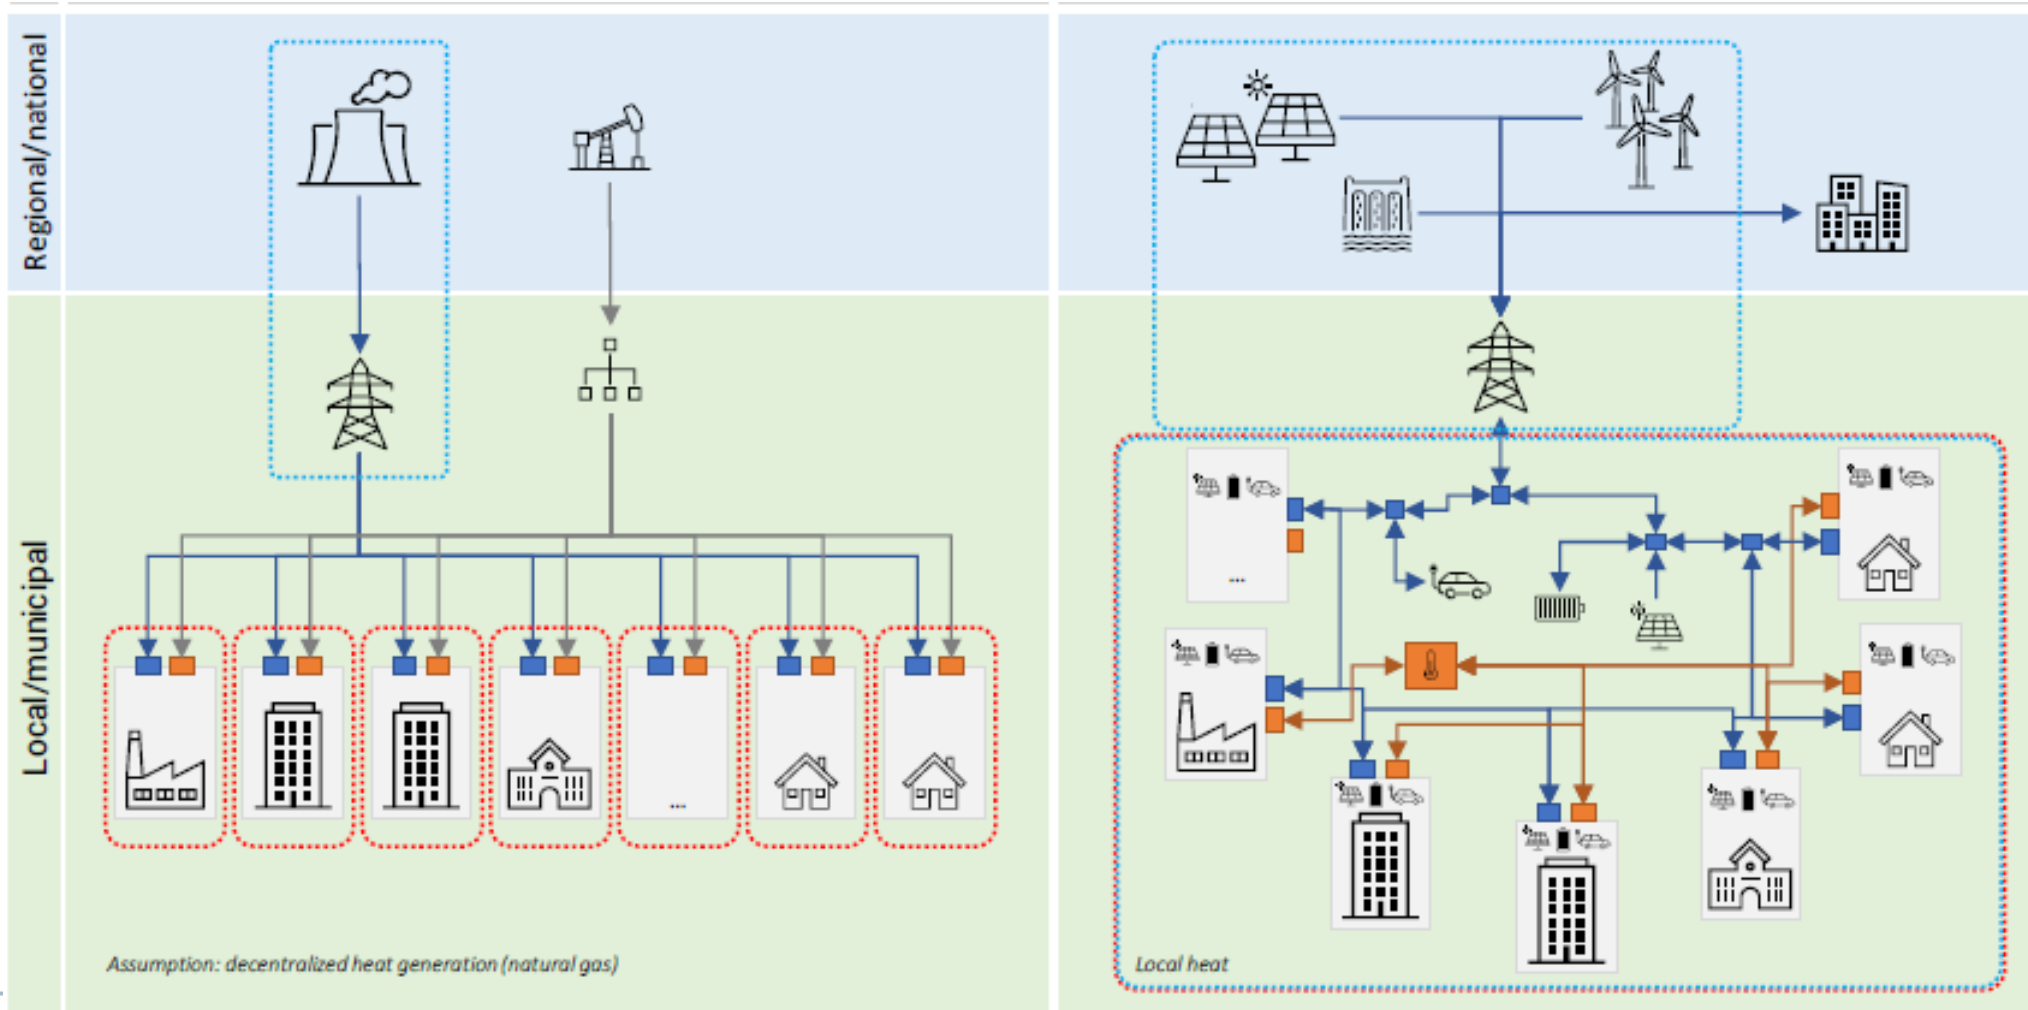 Regional/national
Local/municipal
...
Assumption: decentralized heat generation (natural gas)
...
Local heat